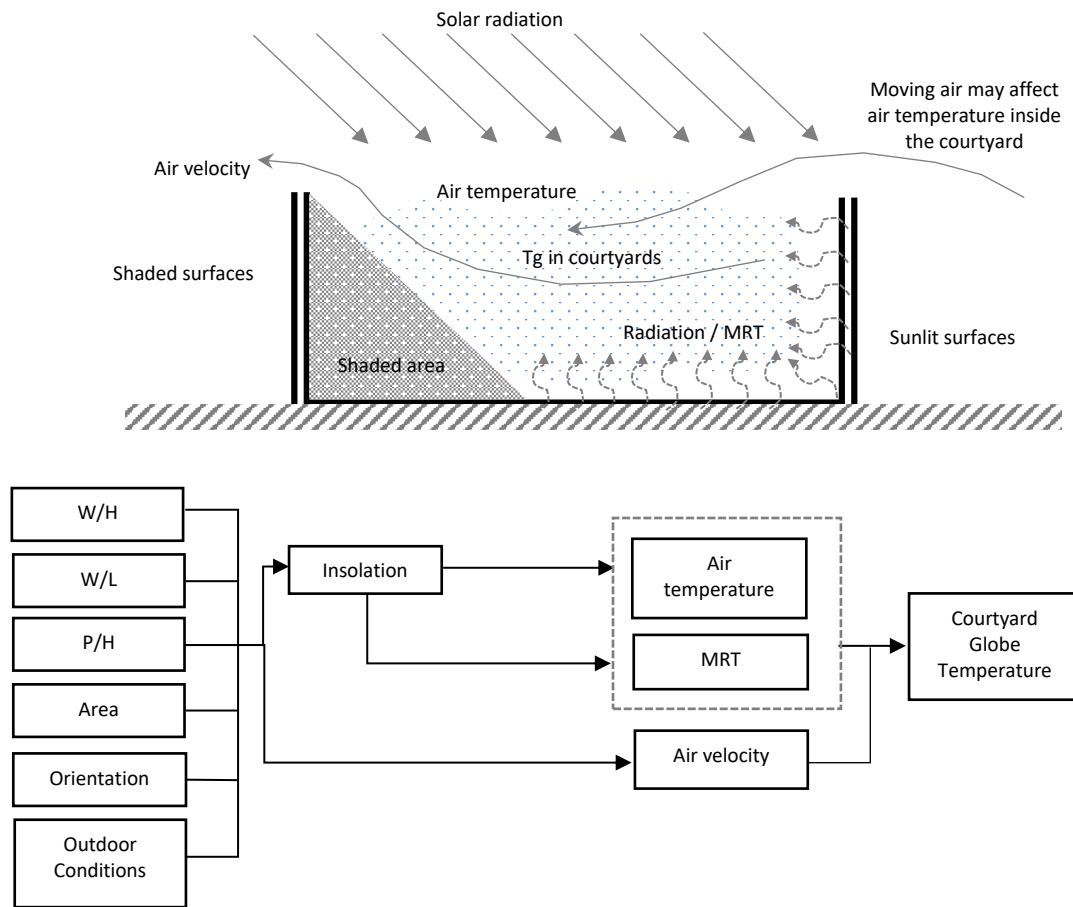 Solar radiation
Moving air may affect
air temperature inside
the courtyard
Air velocity
Air temperature
Tg in courtyards
Shaded surfaces
Radiation / MRT
Sunlit surfaces
Shaded area
W/H
W/L
P/H
Area
Orientation
Outdoor
Conditions
Insolation
Air
temperature
MRT
Air velocity
Courtyard
Globe
Temperature